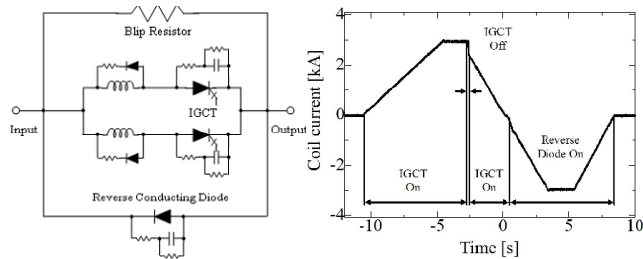 Blip Resistor
IGCT
Input
Output
Reverse Conducting Diode
Coil current [kA]
4
2
0
-2
-4
IGCT
Off
IGCT
On
IGCT
On
Reverse
Diode On
-10
-5
0
5
10
Time [s]